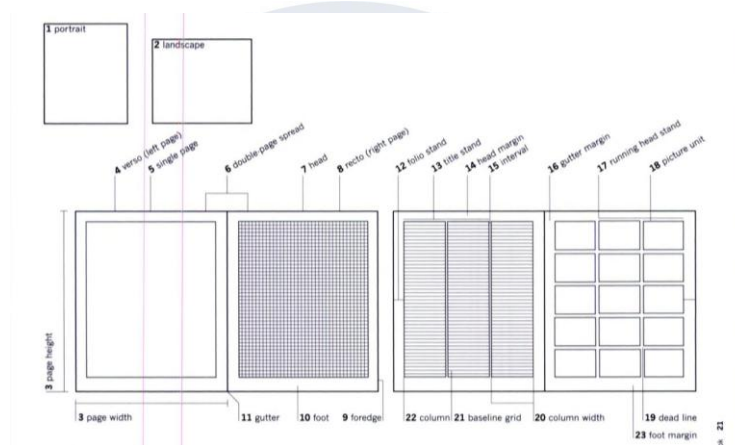 1 portrait
2 landscape
4 verso (left page)
5 single page
6 double-page spread
7 head
8 recto (right page)
12 folio stand
13 title stand
14 head margin
15 interval
16 gutter margin
17 running head stand
18 picture unit
3 page height
3 page width
11 gutter
10 foot
9 foredge
22 column
21 baseline grid
20 column width
19 dead line
23 foot margin
21